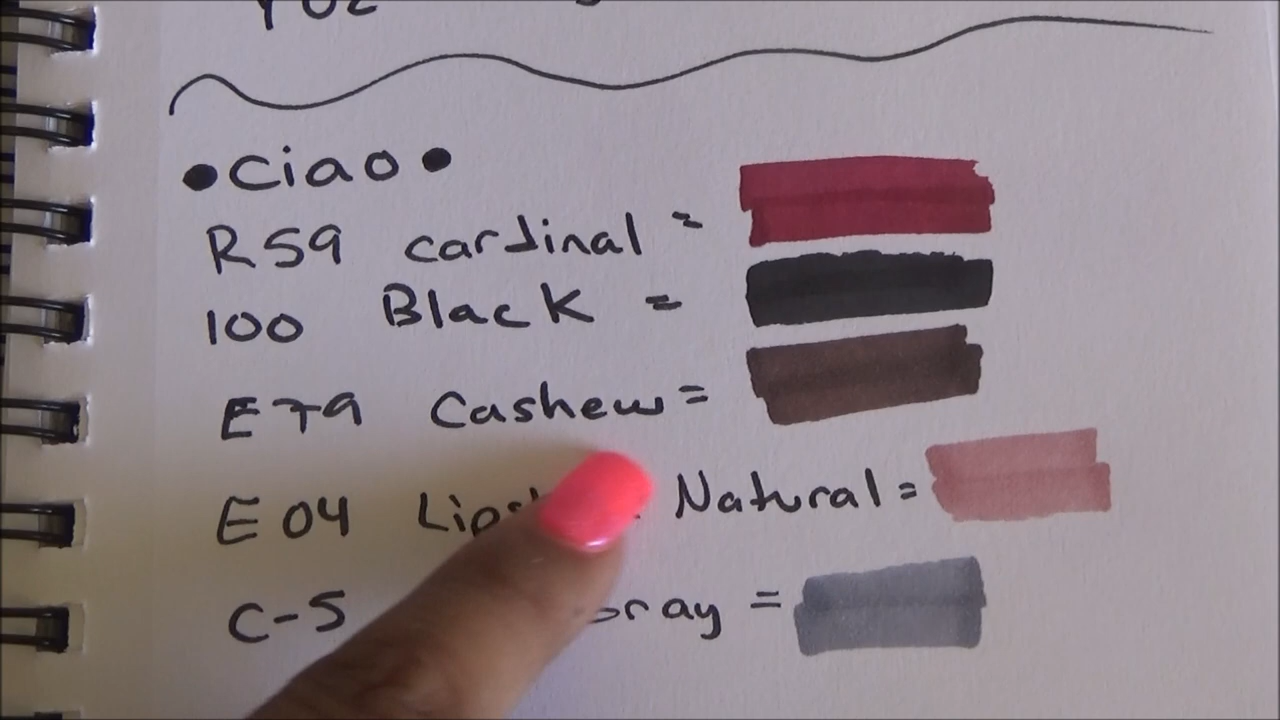 •Ciao•
R59 cardinal =
100 Black =
E79 Cashew =
E04 Natural =
C-5 =